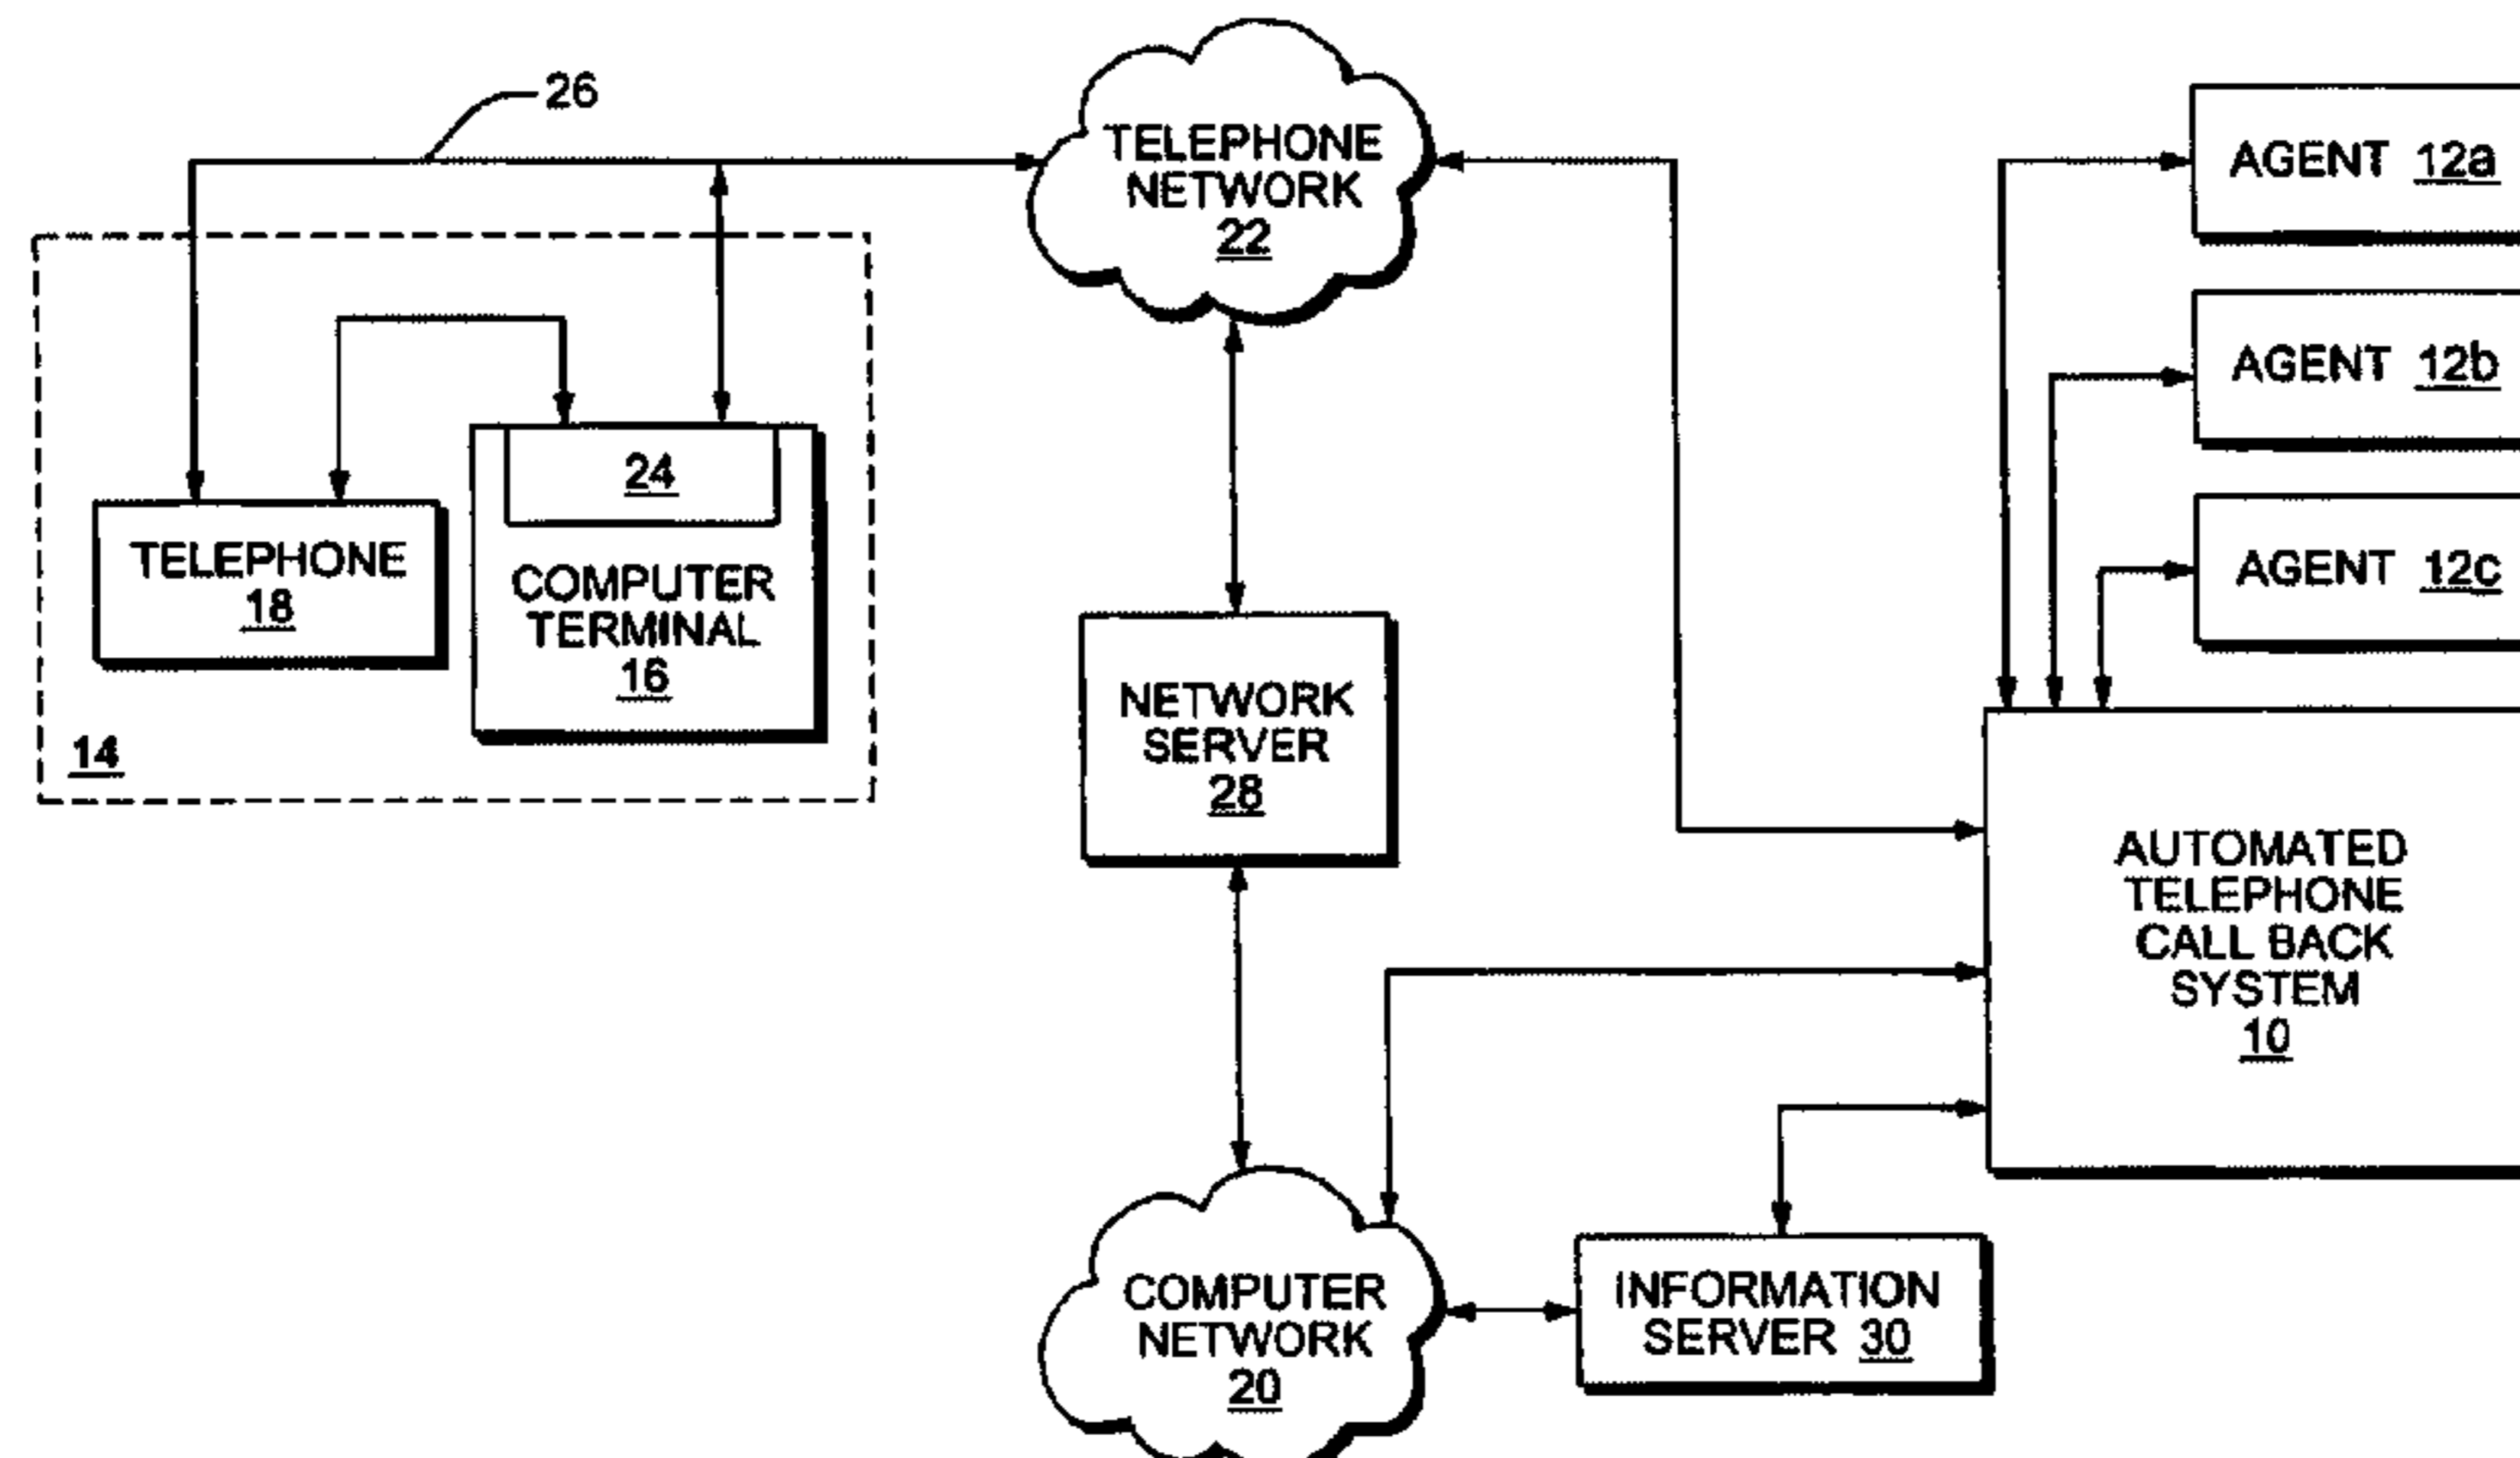 26
TELEPHONE
NETWORK
22
AGENT 12a
AGENT 12b
AGENT 12c
24
TELEPHONE
18
COMPUTER
TERMINAL
16
14
NETWORK
SERVER
28
AUTOMATED
TELEPHONE
CALL BACK
SYSTEM
10
COMPUTER
NETWORK
20
INFORMATION
SERVER 30